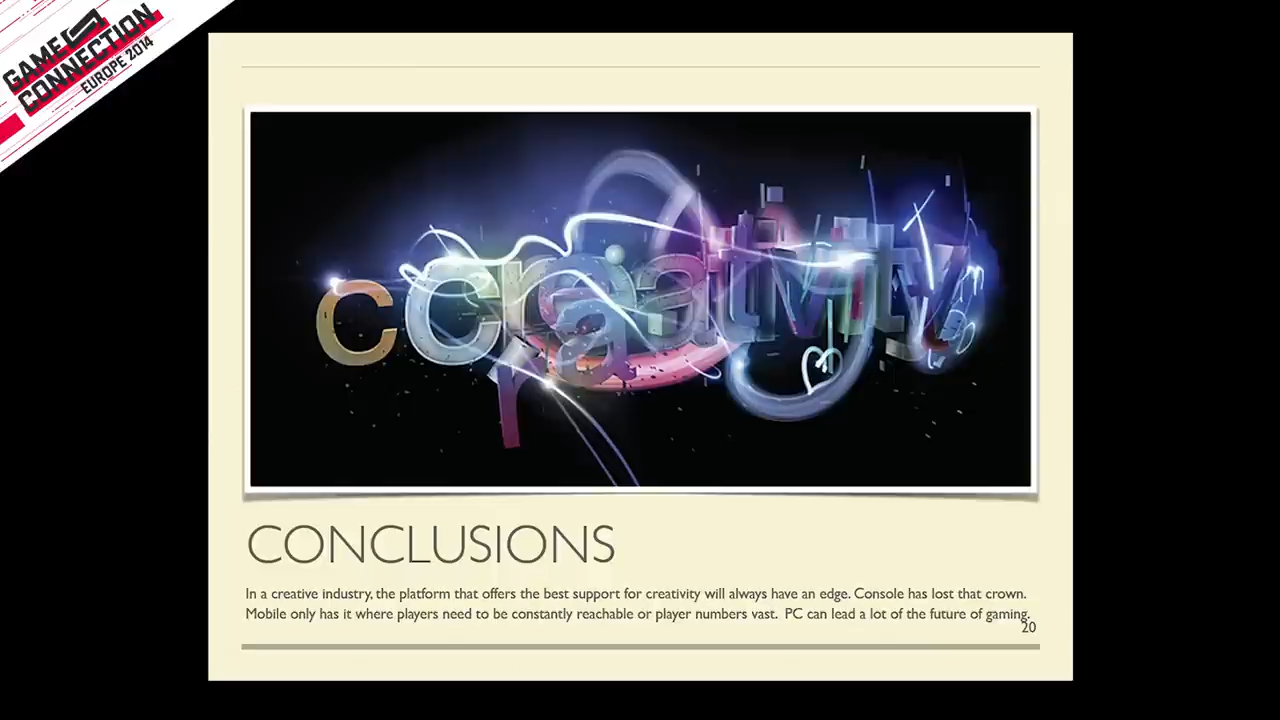 GAME
CONNECTION
EUROPE 2014
creativity
CONCLUSIONS
In a creative industry, the platform that offers the best support for creativity will always have an edge. Console has lost that crown.
Mobile only has it where players need to be constantly reachable or player numbers vast. PC can lead a lot of the future of gaming.
20